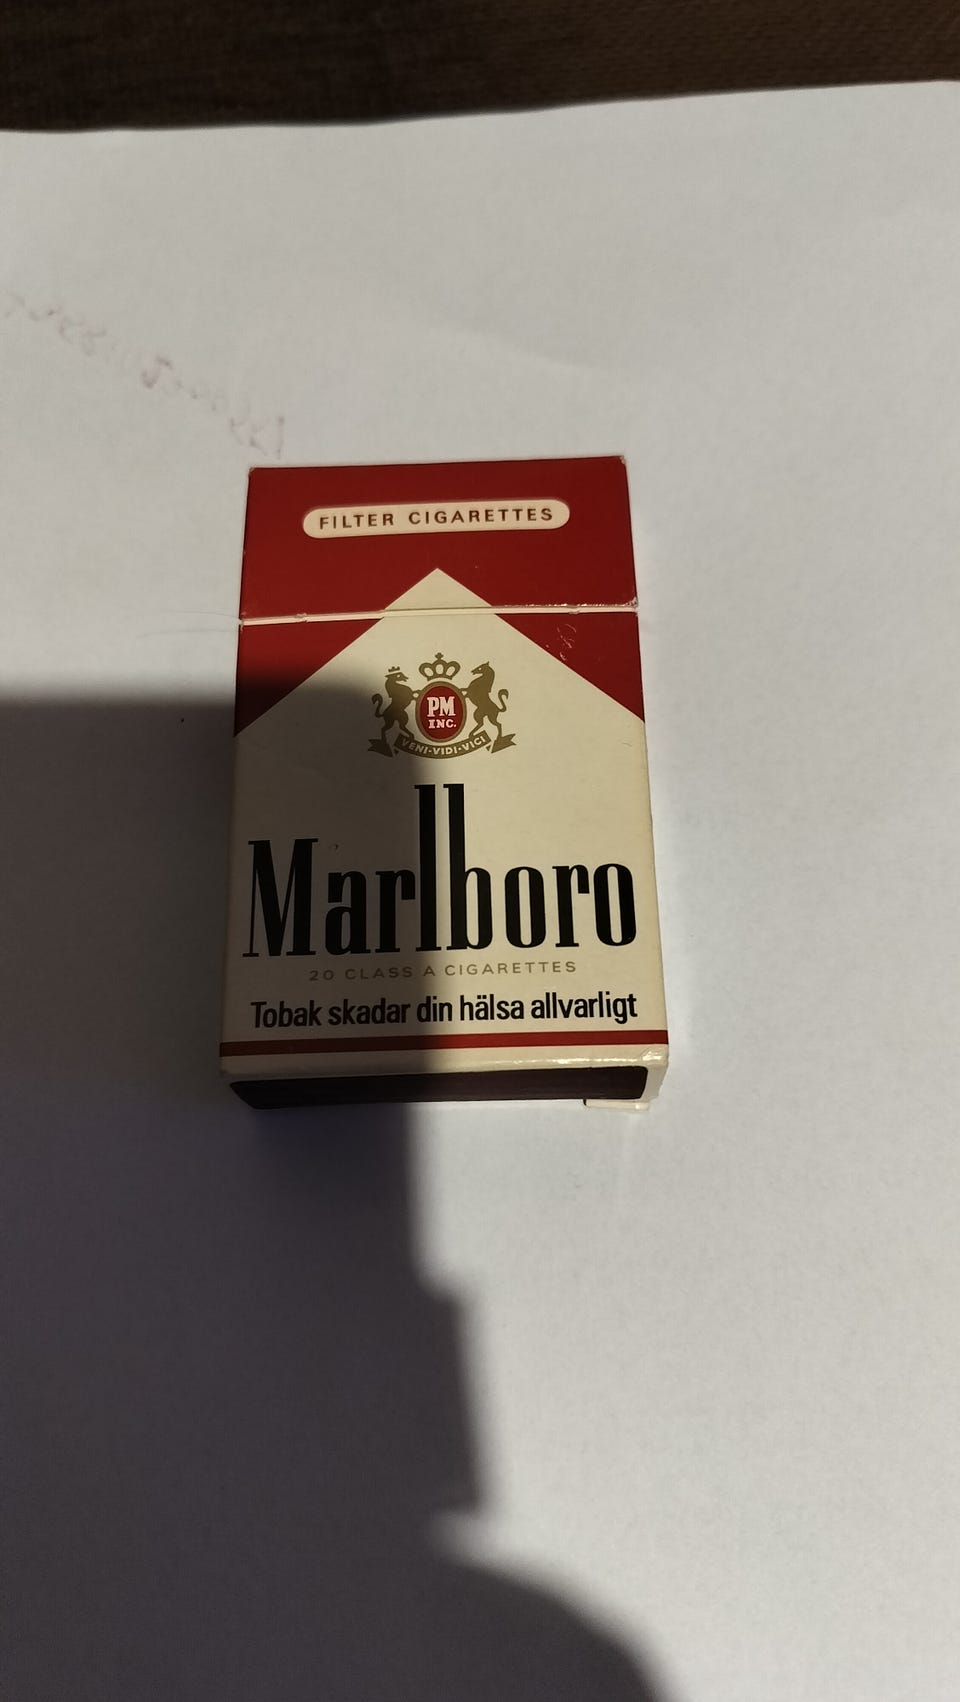 FILTER CIGARETTES
PM
INC.
VENI·VIDI·VICI
Marlboro
20 CLASS A CIGARETTES
Tobak skadar din hälsa allvarligt